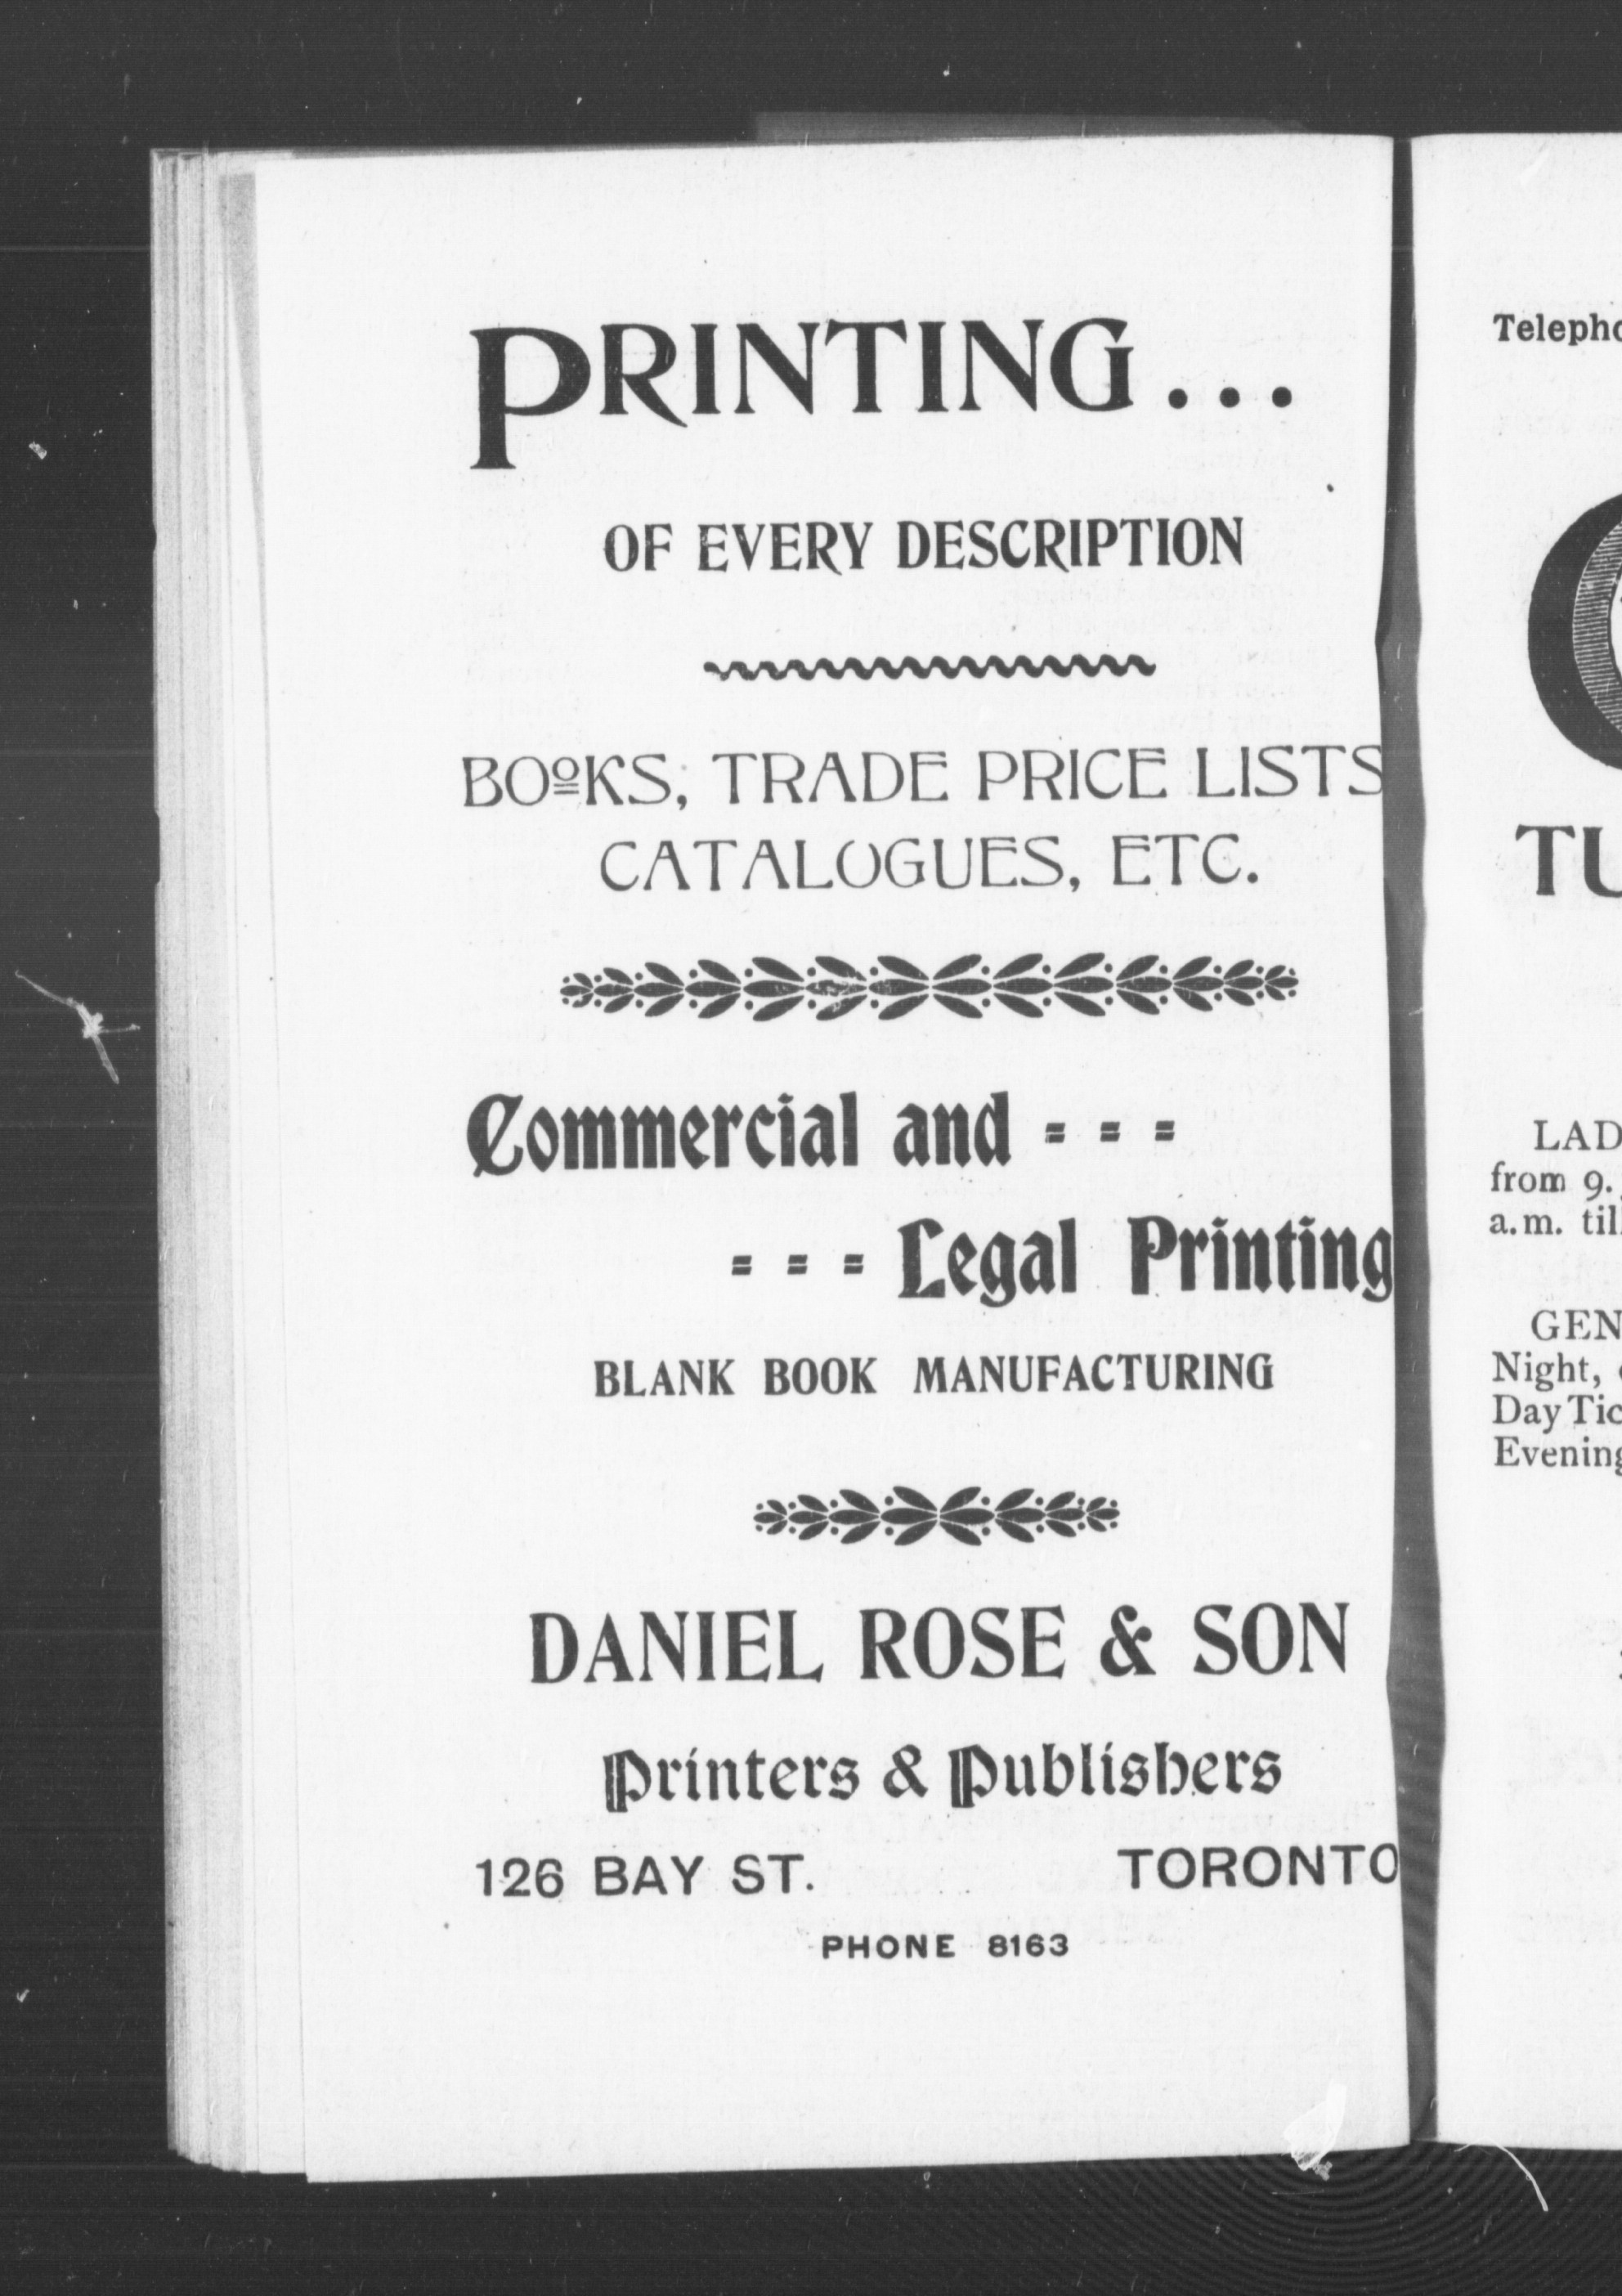 PRINTING...
OF EVERY DESCRIPTION
BOOKS, TRADE PRICE LISTS
CATALOGUES, ETC.
Commercial and = = =
= = = Legal Printing
BLANK BOOK MANUFACTURING
DANIEL ROSE & SON
Printers & Publishers
126 BAY ST. TORONTO
PHONE 8163
TU
LAD
from 9.
a.m. til
GEN
Night,
Day Tic
Evening